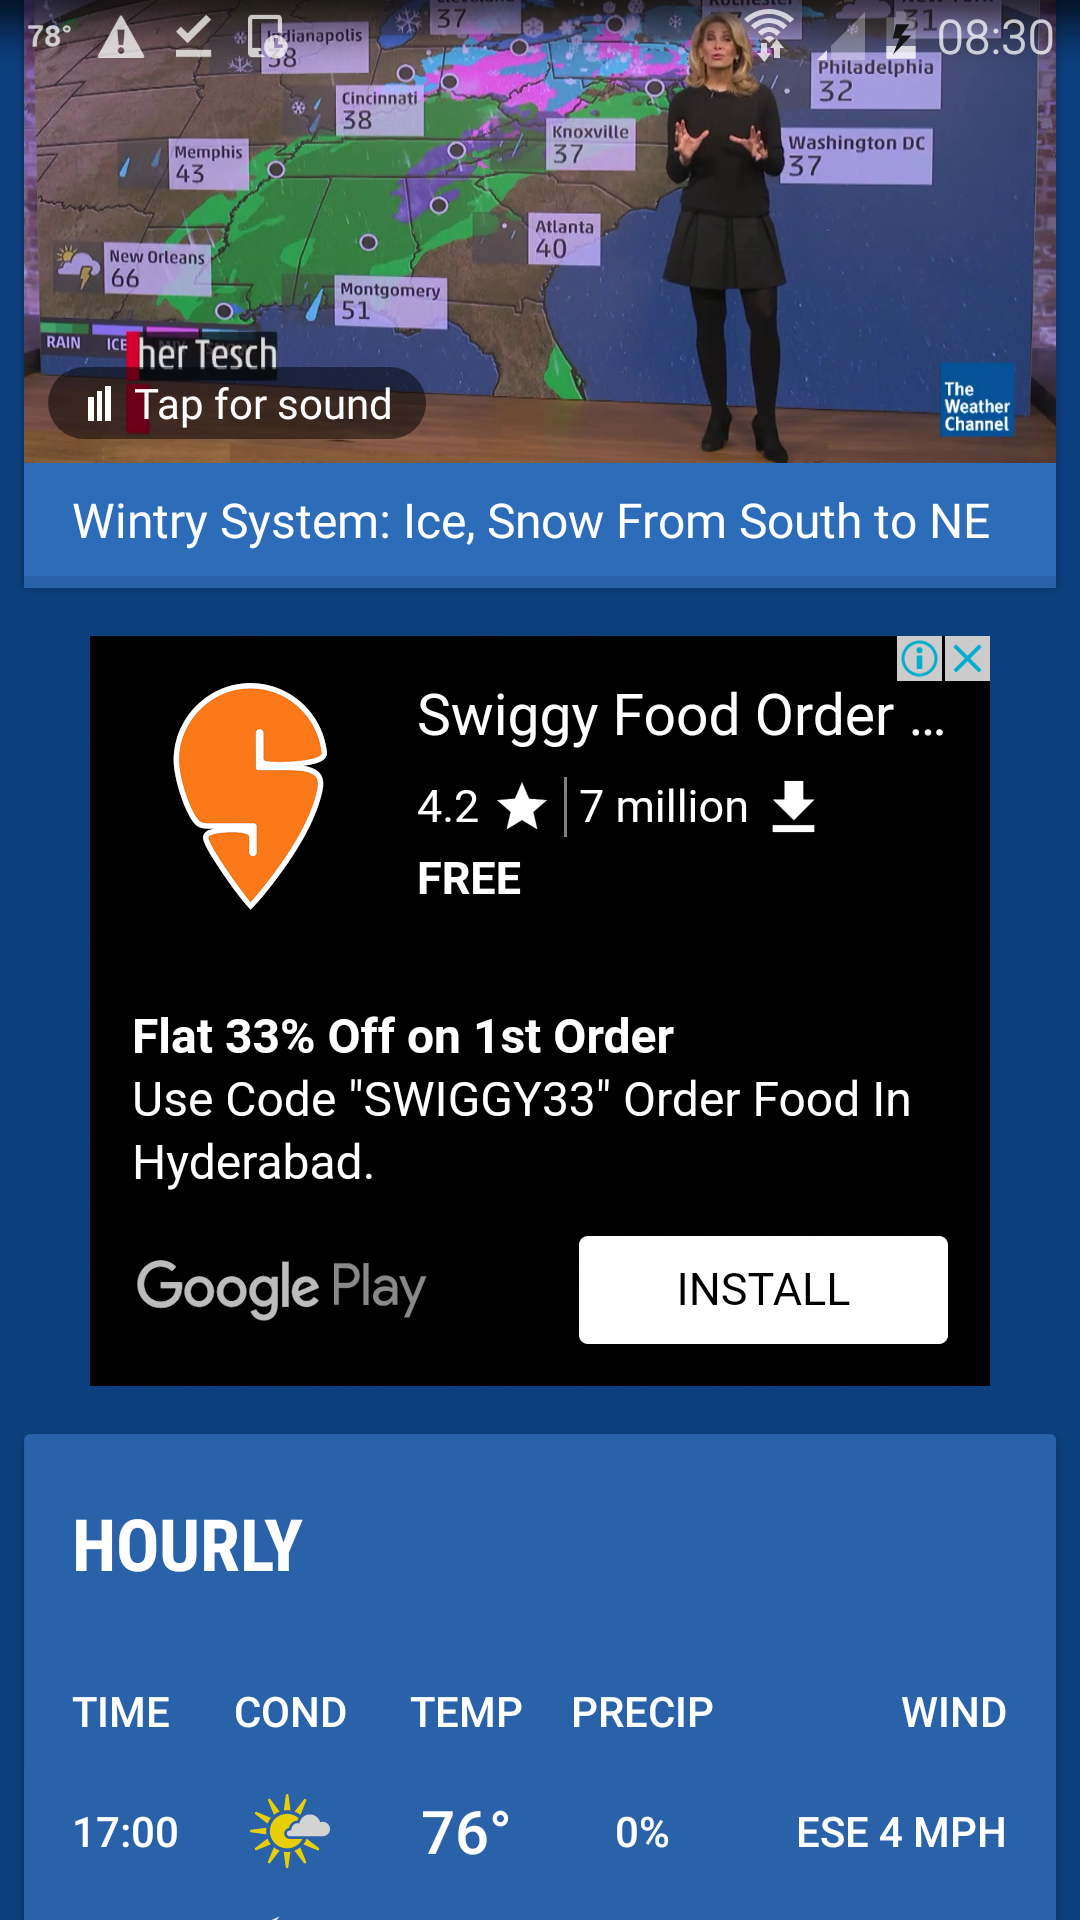 78°
08:30
Cleveland
37
31
Indianapolis
38
Philadelphia
32
Cincinnati
38
Knoxville
37
Washington DC
37
Memphis
43
Atlanta
40
New Orleans
66
Montgomery
51
RAIN ICE
her Tesch
Tap for sound
The
Weather
Channel
Wintry System: Ice, Snow From South to NE
Swiggy Food Order ...
4.2 7 million
FREE
Flat 33% Off on 1st Order
Use Code "SWIGGY33" Order Food In
Hyderabad.
Google Play
INSTALL
HOURLY
TIME COND TEMP PRECIP WIND
17:00 76° 0% ESE 4 MPH